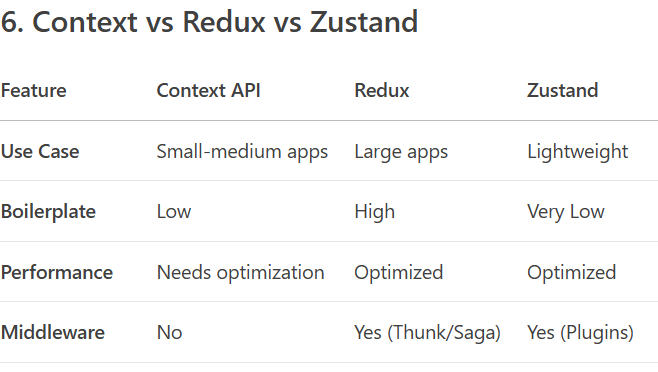 6. Context vs Redux vs Zustand
Feature Context API Redux Zustand
Use Case Small-medium apps Large apps Lightweight
Boilerplate Low High Very Low
Performance Needs optimization Optimized Optimized
Middleware No Yes (Thunk/Saga) Yes (Plugins)